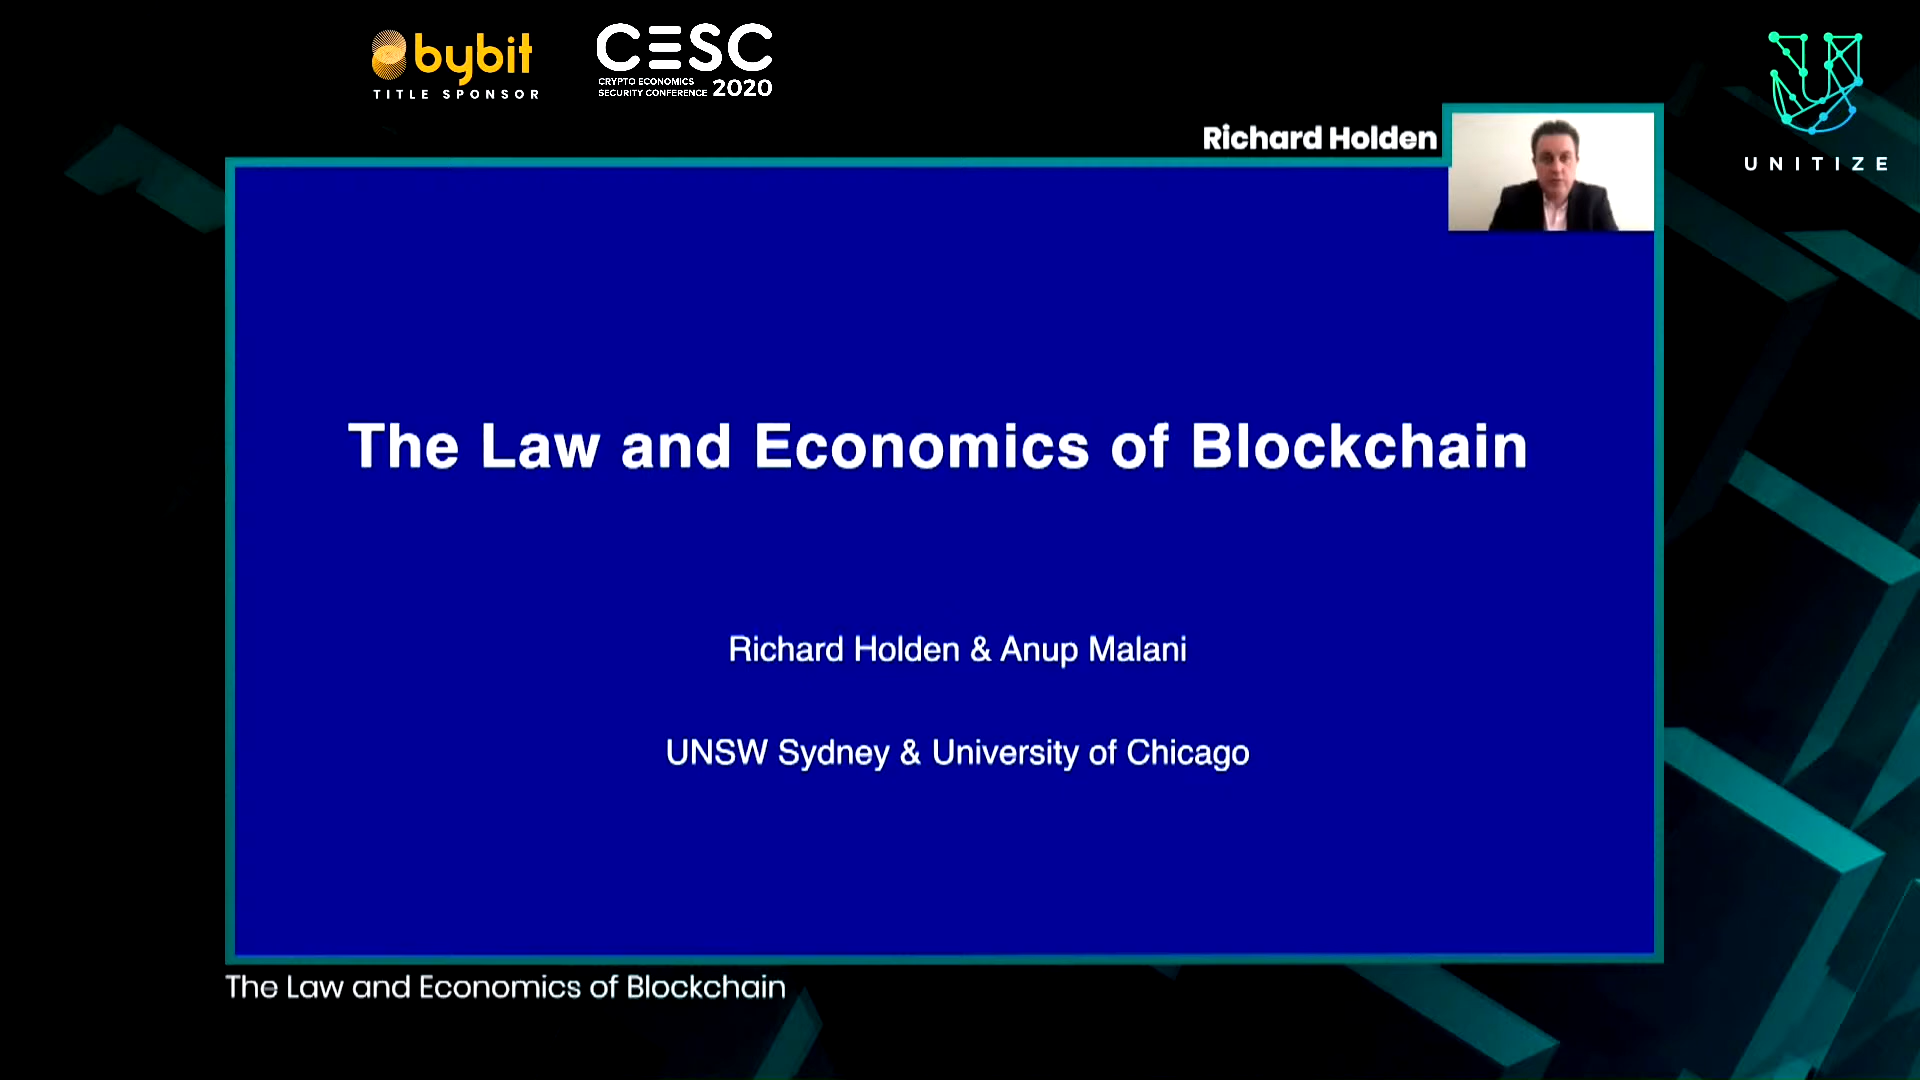 bybit
TITLE SPONSOR
CESC
CRYPTO ECONOMICS
SECURITY CONFERENCE 2020
Richard Holden
UNITIZE
The Law and Economics of Blockchain
Richard Holden & Anup Malani
UNSW Sydney & University of Chicago
The Law and Economics of Blockchain